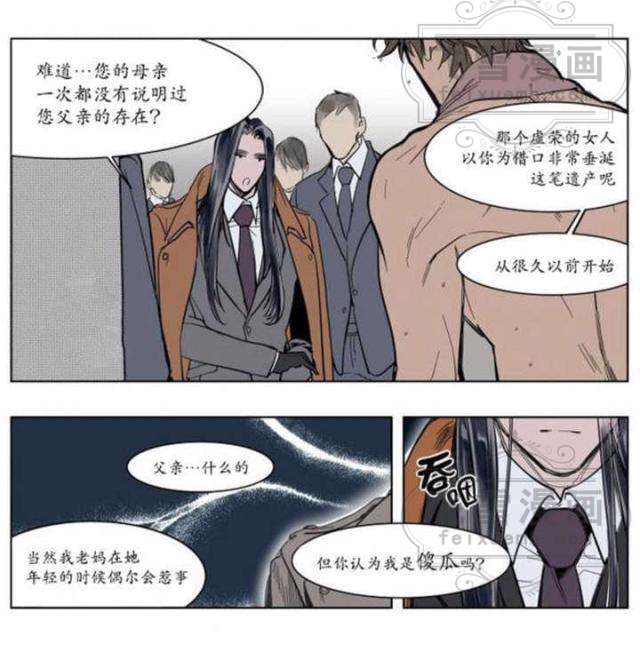 难道…您的母亲
一次都没有说明过
您父亲的存在？
那个虚荣的女人
以你为借口非常垂涎
这笔遗产呢
从很久以前开始
父亲…什么的
当然我老妈在她
年轻的时候偶尔会惹事
吞咽
但你认为我是傻瓜吗？
雪漫画